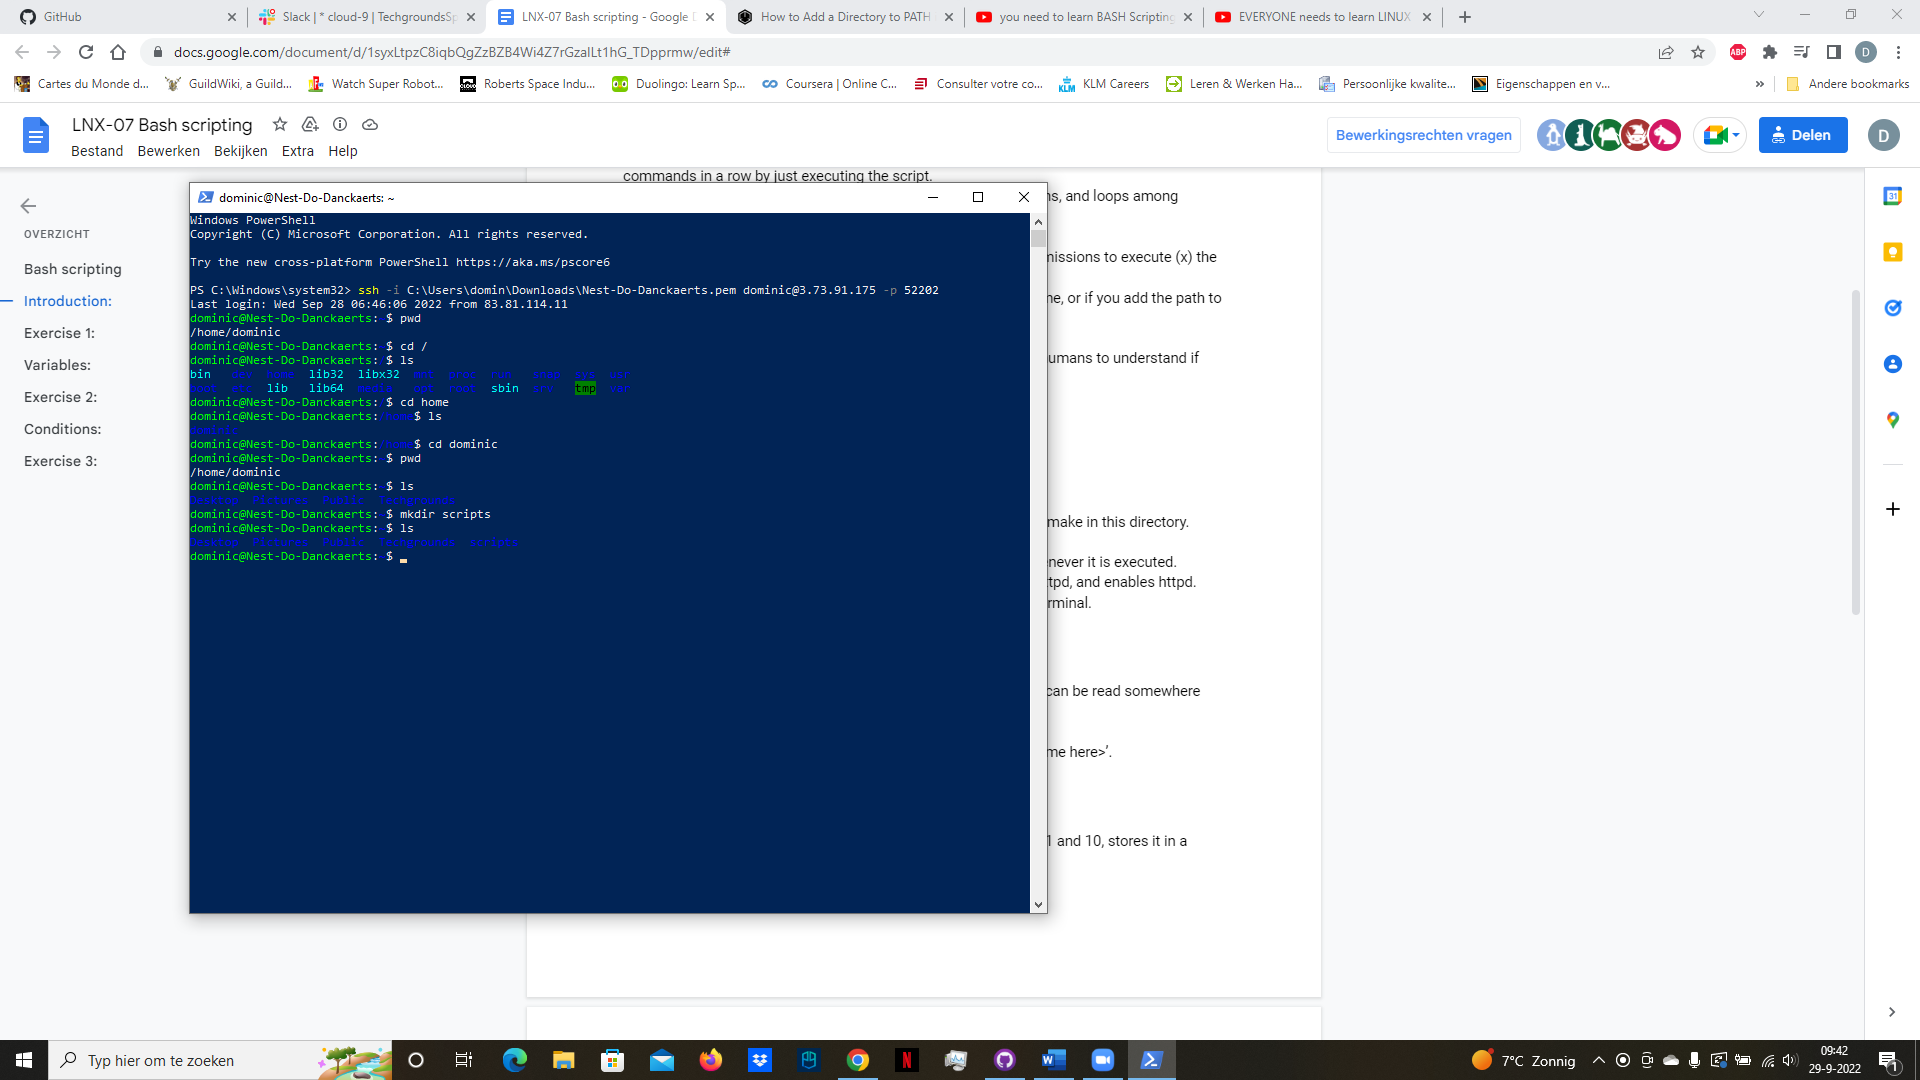 GitHub
Slack | * cloud-9 | TechgroundsSp
LNX-07 Bash scripting - Google D
How to Add a Directory to PATH
you need to learn BASH Scripting
EVERYONE needs to learn LINUX
docs.google.com/document/d/1syxLtpzC8iqbQgZzBZB4Wi4Z7rGzalLt1hG_TDpprmw/edit#
ABP
D
Cartes du Monde d...
GuildWiki, a Guild...
Watch Super Robot...
Roberts Space Indu...
Duolingo: Learn Sp...
Coursera | Online C...
Consulter votre co...
KLM Careers
Leren & Werken Ha...
Persoonlijke kwalite...
Eigenschappen en v...
»
Andere bookmarks
LNX-07 Bash scripting
Bestand Bewerken Bekijken Extra Help
Bewerkingsrechten vragen
Delen
D
OVERZICHT
Bash scripting
Introduction:
Exercise 1:
Variables:
Exercise 2:
Conditions:
Exercise 3:
commands in a row by just executing the script.
s, and loops among
missions to execute (x) the
ne, or if you add the path to
umans to understand if
make in this directory.
never it is executed.
tpd, and enables httpd.
rminal.
can be read somewhere
me here>'.
1 and 10, stores it in a
dominic@Nest-Do-Danckaerts: ~
Windows PowerShell
Copyright (C) Microsoft Corporation. All rights reserved.
Try the new cross-platform PowerShell https://aka.ms/pscore6
PS C:\Windows\system32> ssh -i C:\Users\domin\Downloads\Nest-Do-Danckaerts.pem dominic@3.73.91.175 -p 52202
Last login: Wed Sep 28 06:46:06 2022 from 83.81.114.11
dominic@Nest-Do-Danckaerts: $ pwd
/home/dominic
dominic@Nest-Do-Danckaerts: $ cd /
dominic@Nest-Do-Danckaerts: $ ls
bin dev home lib32 libx32
lib lib64 media sbin tmp
dominic@Nest-Do-Danckaerts: $ cd home
dominic@Nest-Do-Danckaerts:/home$ ls
dominic
dominic@Nest-Do-Danckaerts:/home$ cd dominic
dominic@Nest-Do-Danckaerts: $ pwd
/home/dominic
dominic@Nest-Do-Danckaerts: $ ls
Desktop Pictures Public Techgrounds
dominic@Nest-Do-Danckaerts: $ mkdir scripts
dominic@Nest-Do-Danckaerts: $ ls
Desktop Pictures Public Techgrounds scripts
dominic@Nest-Do-Danckaerts: $
Typ hier om te zoeken
7°C Zonnig
09:42
29-9-2022
1